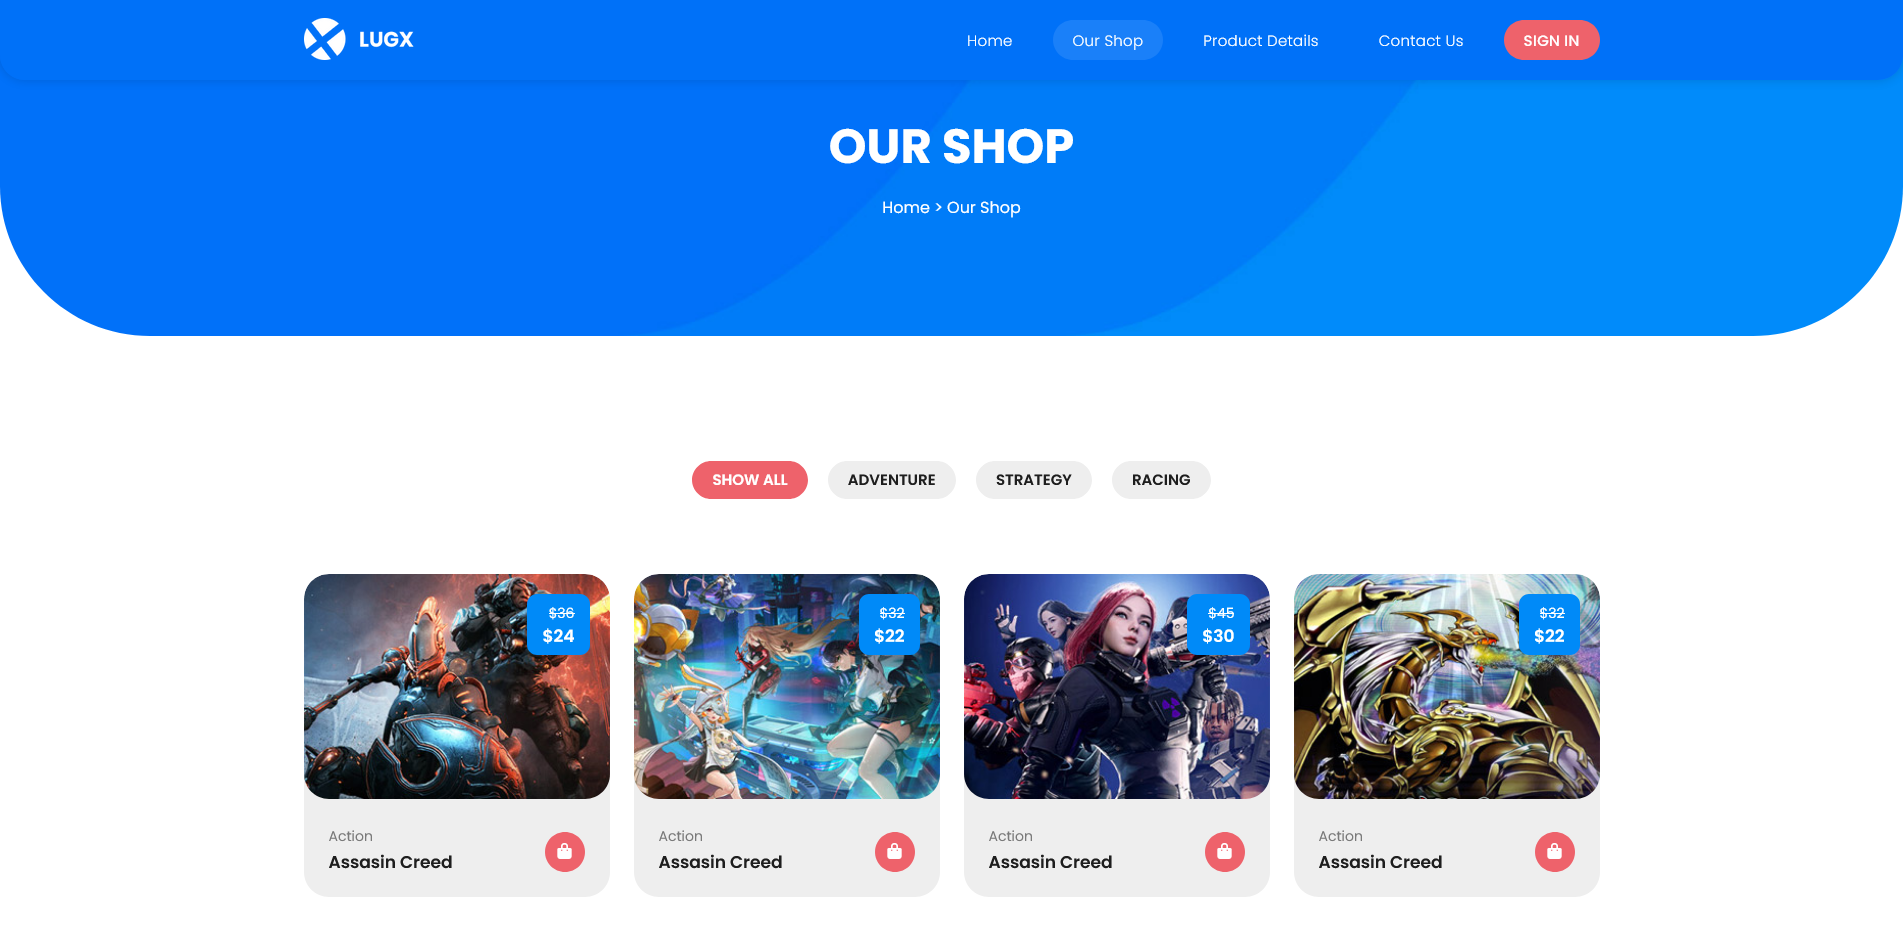 LUGX
Home
Our Shop
Product Details
Contact Us
SIGN IN
OUR SHOP
Home > Our Shop
SHOW ALL
ADVENTURE
STRATEGY
RACING
$36
$24
$32
$22
$45
$30
$32
$22
Action
Assasin Creed
Action
Assasin Creed
Action
Assasin Creed
Action
Assasin Creed